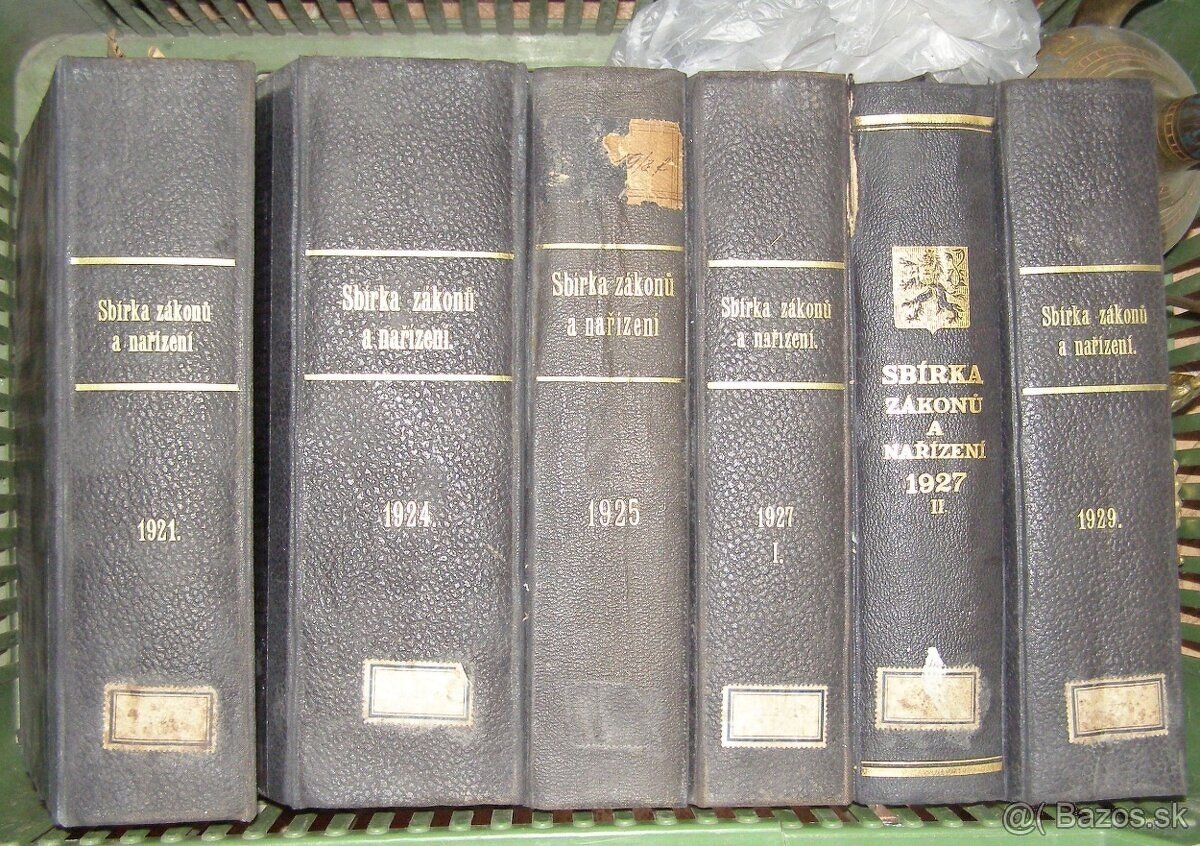 Sbírka zákonů
a nařízení
1921.
Sbírka zákonů
a nařízení.
1924.
Sbírka zákonů
a nařízení
1925
Sbírka zákonů
a nařízení.
1927
I.
SBÍRKA
ZÁKONŮ
A
NAŘÍZENÍ
1927
II
Sbírka zákonů
a nařízení.
1929.
@( Bazos.sk